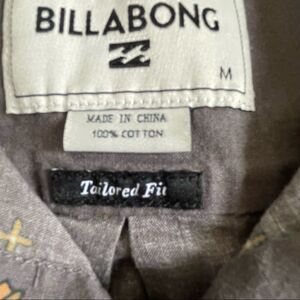 BILLABONG
M
MADE IN CHINA
100% COTTON
Tailored Fit